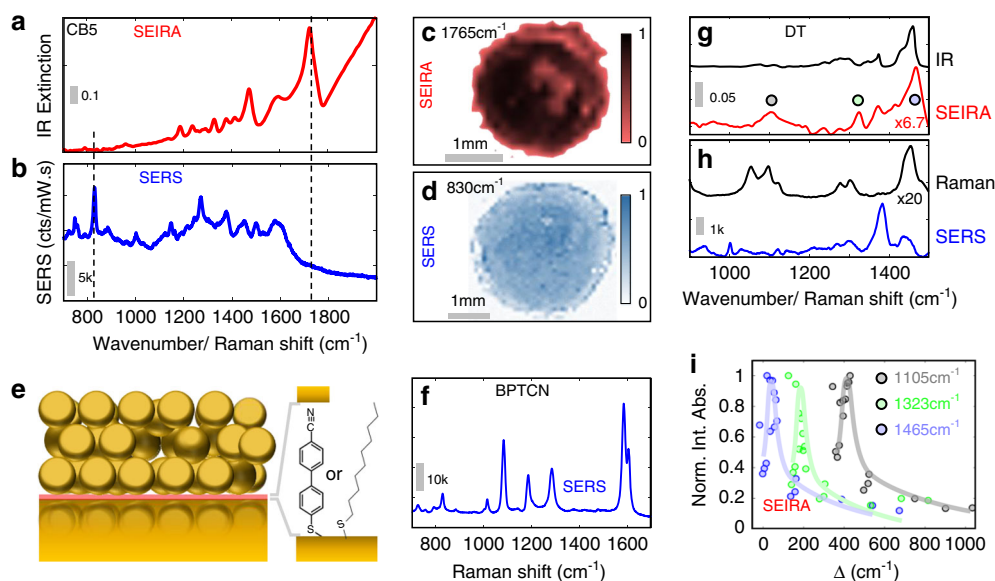 a
CB5
SEIRA
IR Extinction
0.1
b
SERS
SERS (cts/mW.s)
5k
800 1000 1200 1400 1600 1800
Wavenumber/ Raman shift (cm-1)
c
1765cm-1
SEIRA
1mm
1
0
d
830cm-1
SERS
1mm
1
0
g
DT
IR
0.05
SEIRA
x6.7
h
Raman
x20
1k
SERS
1000 1200 1400
Wavenumber/ Raman shift (cm-1)
e
N
C
or
S
S
f
BPTCN
10k
SERS
800 1000 1200 1400 1600
Raman shift (cm-1)
i
Norm. Int. Abs.
1
0.8
0.6
0.4
0.2
0
1105cm-1
1323cm-1
1465cm-1
SEIRA
0 200 400 600 800 1000
Δ (cm-1)